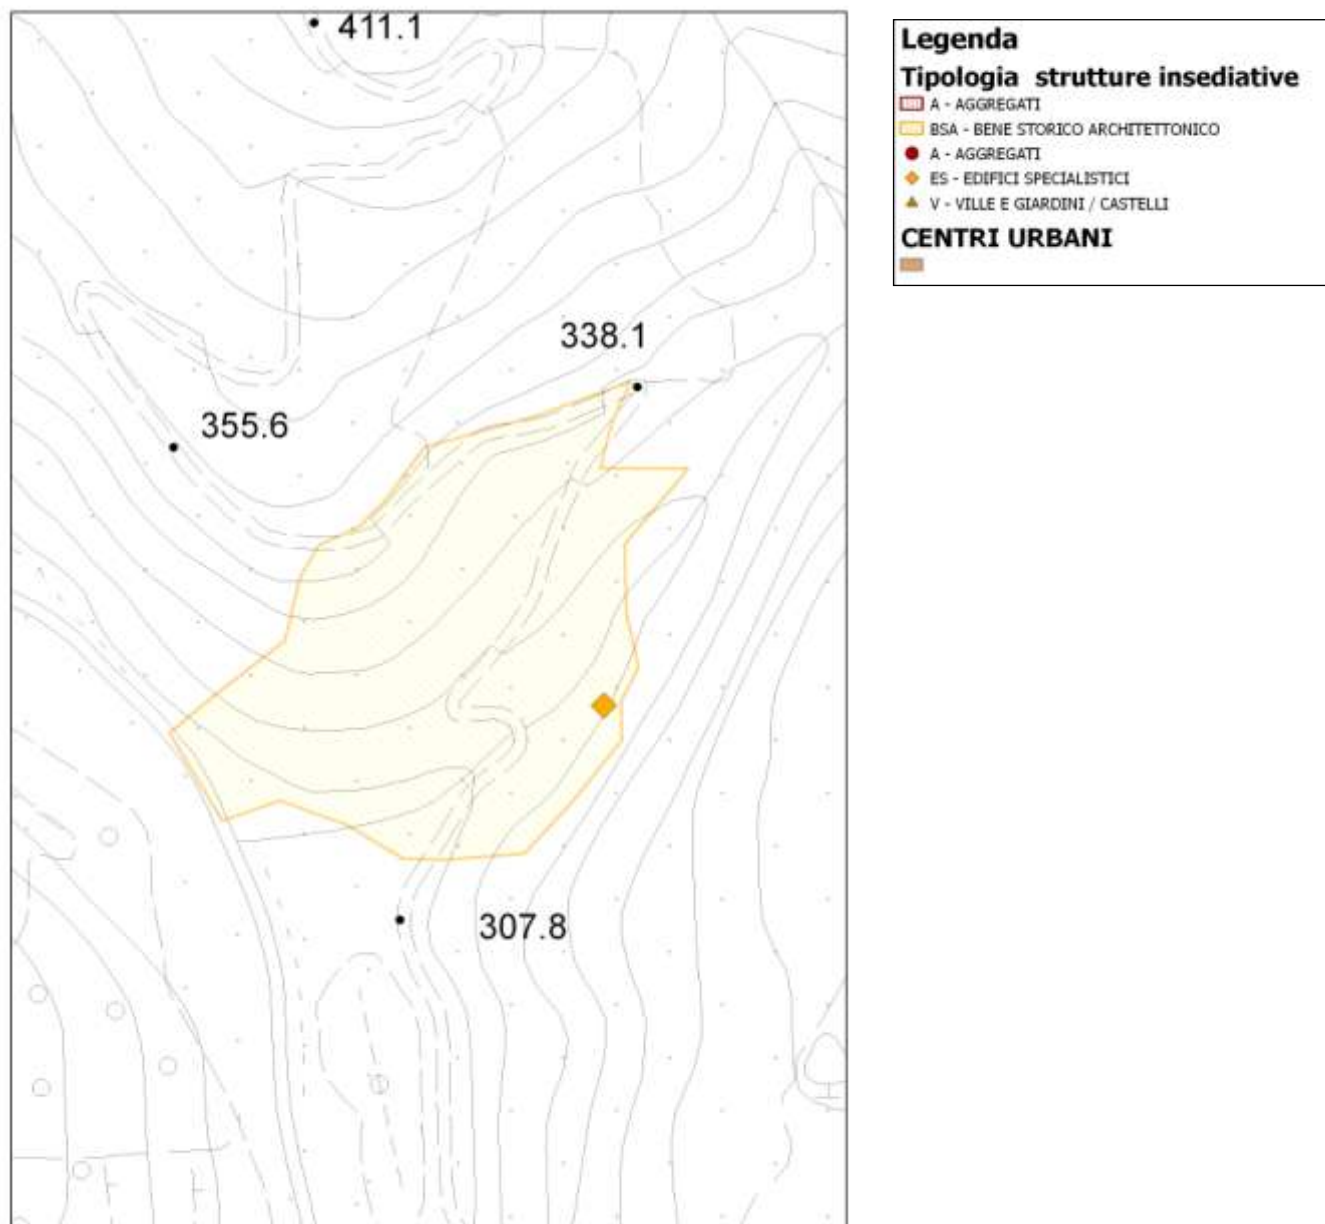 411.1
338.1
355.6
307.8
Legenda
Tipologia strutture insediative
A - AGGREGATI
BSA - BENE STORICO ARCHITETTONICO
A - AGGREGATI
ES - EDIFICI SPECIALISTICI
V - VILLE E GIARDINI / CASTELLI
CENTRI URBANI